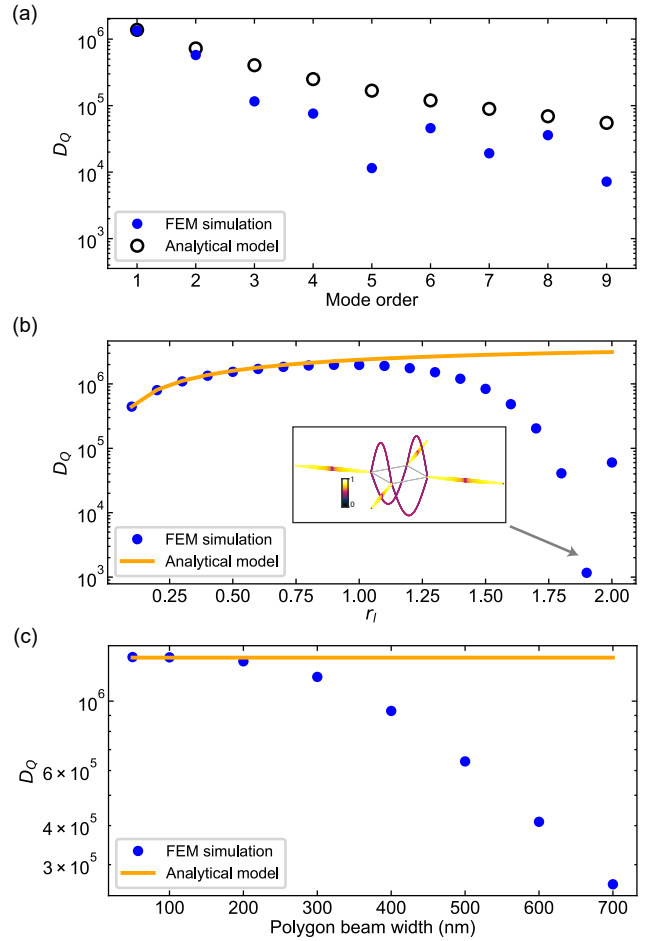 (a)
10^6
10^5
10^4
10^3
D_Q
FEM simulation
Analytical model
1 2 3 4 5 6 7 8 9
Mode order
(b)
10^6
10^5
10^4
10^3
D_Q
1
0
FEM simulation
Analytical model
0.25 0.50 0.75 1.00 1.25 1.50 1.75 2.00
r_l
(c)
10^6
6 × 10^5
4 × 10^5
3 × 10^5
D_Q
FEM simulation
Analytical model
100 200 300 400 500 600 700
Polygon beam width (nm)